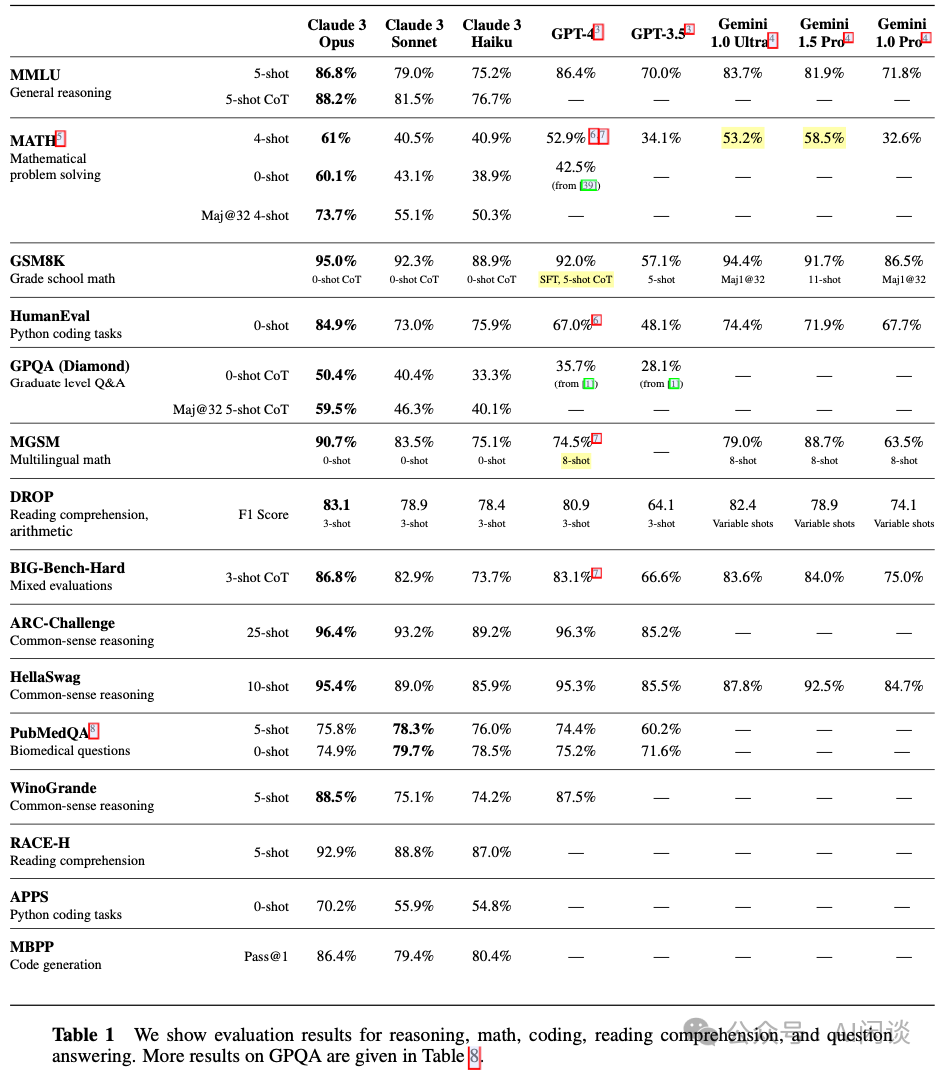 Claude 3 Opus Claude 3 Sonnet Claude 3 Haiku GPT-4³ GPT-3.5³ Gemini 1.0 Ultra⁴ Gemini 1.5 Pro⁴ Gemini 1.0 Pro⁴
MMLU 5-shot 86.8% 79.0% 75.2% 86.4% 70.0% 83.7% 81.9% 71.8%
General reasoning
5-shot CoT 88.2% 81.5% 76.7% — — — — —
MATH⁵ 4-shot 61% 40.5% 40.9% 52.9% ⁶,⁷ 34.1% 53.2% 58.5% 32.6%
Mathematical
problem solving 0-shot 60.1% 43.1% 38.9% 42.5% — — — —
(from [39])
Maj@32 4-shot 73.7% 55.1% 50.3% — — — — —
GSM8K 95.0% 92.3% 88.9% 92.0% 57.1% 94.4% 91.7% 86.5%
Grade school math 0-shot CoT 0-shot CoT 0-shot CoT SFT, 5-shot CoT 5-shot Maj1@32 11-shot Maj1@32
HumanEval 0-shot 84.9% 73.0% 75.9% 67.0%⁶ 48.1% 74.4% 71.9% 67.7%
Python coding tasks
GPQA (Diamond) 0-shot CoT 50.4% 40.4% 33.3% 35.7% 28.1% — — —
Graduate level Q&A (from [1]) (from [1])
Maj@32 5-shot CoT 59.5% 46.3% 40.1% — — — — —
MGSM 90.7% 83.5% 75.1% 74.5%⁷ — 79.0% 88.7% 63.5%
Multilingual math 0-shot 0-shot 0-shot 8-shot 8-shot 8-shot 8-shot
DROP F1 Score 83.1 78.9 78.4 80.9 64.1 82.4 78.9 74.1
Reading comprehension, 3-shot 3-shot 3-shot 3-shot 3-shot Variable shots Variable shots Variable shots
arithmetic
BIG-Bench-Hard 3-shot CoT 86.8% 82.9% 73.7% 83.1%⁷ 66.6% 83.6% 84.0% 75.0%
Mixed evaluations
ARC-Challenge 25-shot 96.4% 93.2% 89.2% 96.3% 85.2% — — —
Common-sense reasoning
HellaSwag 10-shot 95.4% 89.0% 85.9% 95.3% 85.5% 87.8% 92.5% 84.7%
Common-sense reasoning
PubMedQA⁸ 5-shot 75.8% 78.3% 76.0% 74.4% 60.2% — — —
Biomedical questions 0-shot 74.9% 79.7% 78.5% 75.2% 71.6% — — —
WinoGrande 5-shot 88.5% 75.1% 74.2% 87.5% — — — —
Common-sense reasoning
RACE-H 5-shot 92.9% 88.8% 87.0% — — — — —
Reading comprehension
APPS 0-shot 70.2% 55.9% 54.8% — — — — —
Python coding tasks
MBPP Pass@1 86.4% 79.4% 80.4% — — — — —
Code generation
Table 1 We show evaluation results for reasoning, math, coding, reading comprehension, and question
answering. More results on GPQA are given in Table 8.
公众号 · AI闲谈